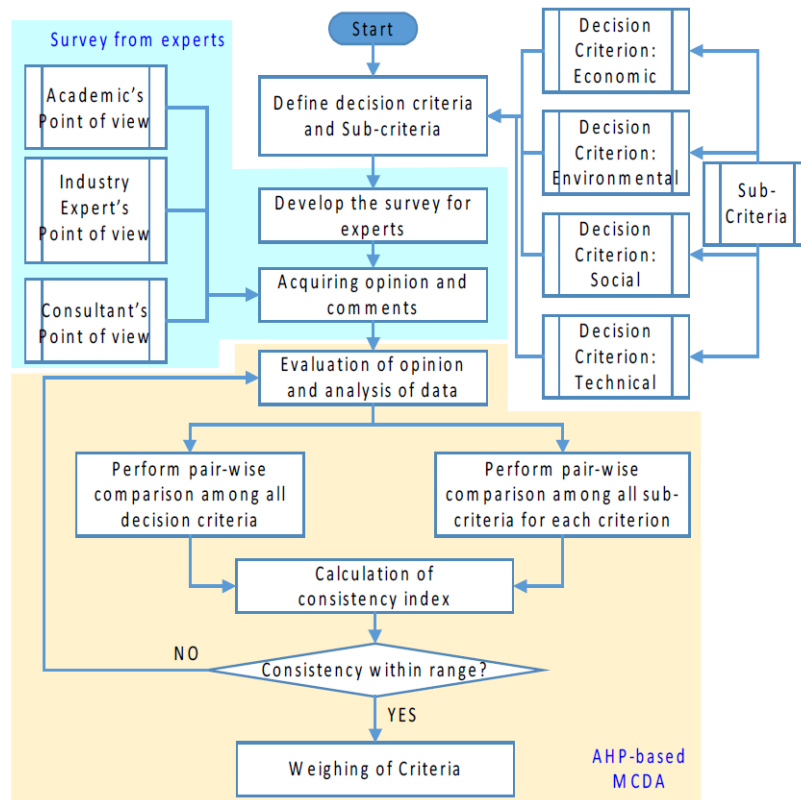 Survey from experts
Start
Academic's
Point of view
Industry
Expert's
Point of view
Consultant's
Point of view
Define decision criteria
and Sub-criteria
Develop the survey for
experts
Acquiring opinion and
comments
Decision
Criterion:
Economic
Decision
Criterion:
Environmental
Decision
Criterion:
Social
Decision
Criterion:
Technical
Sub-
Criteria
Evaluation of opinion
and analysis of data
Perform pair-wise
comparison among all
decision criteria
Perform pair-wise
comparison among all sub-
criteria for each criterion
Calculation of
consistency index
NO
Consistency within range?
YES
Weighing of Criteria
AHP-based
MCDA